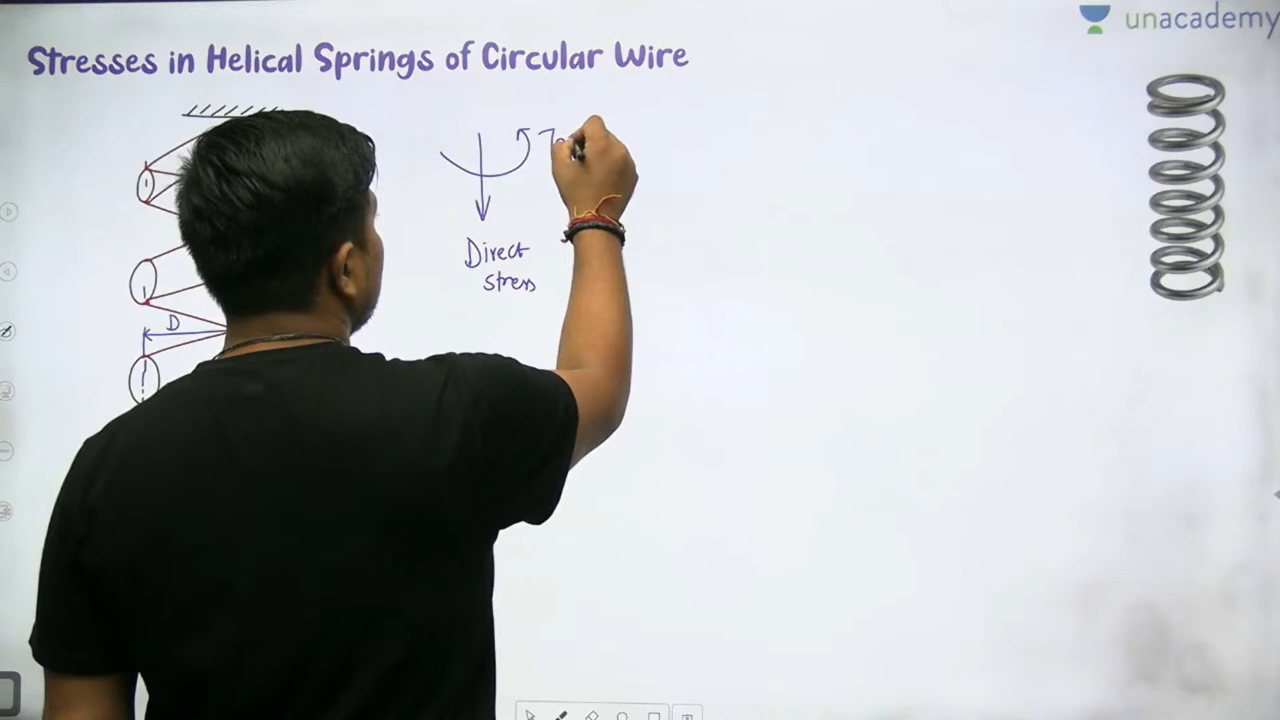 unacademy
Stresses in Helical Springs of Circular Wire
Direct
stress
D